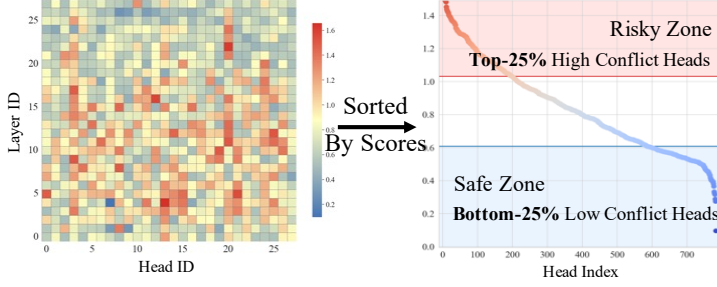 25
20
15
10
5
0
Layer ID
0 5 10 15 20 25
Head ID
1.6
1.4
1.2
1.0
0.8
0.6
0.4
0.2
Sorted
By Scores
1.4
1.2
1.0
0.8
0.6
0.4
0.2
0.0
Risky Zone
Top-25% High Conflict Heads
Safe Zone
Bottom-25% Low Conflict Heads
100 200 300 400 500 600 700
Head Index